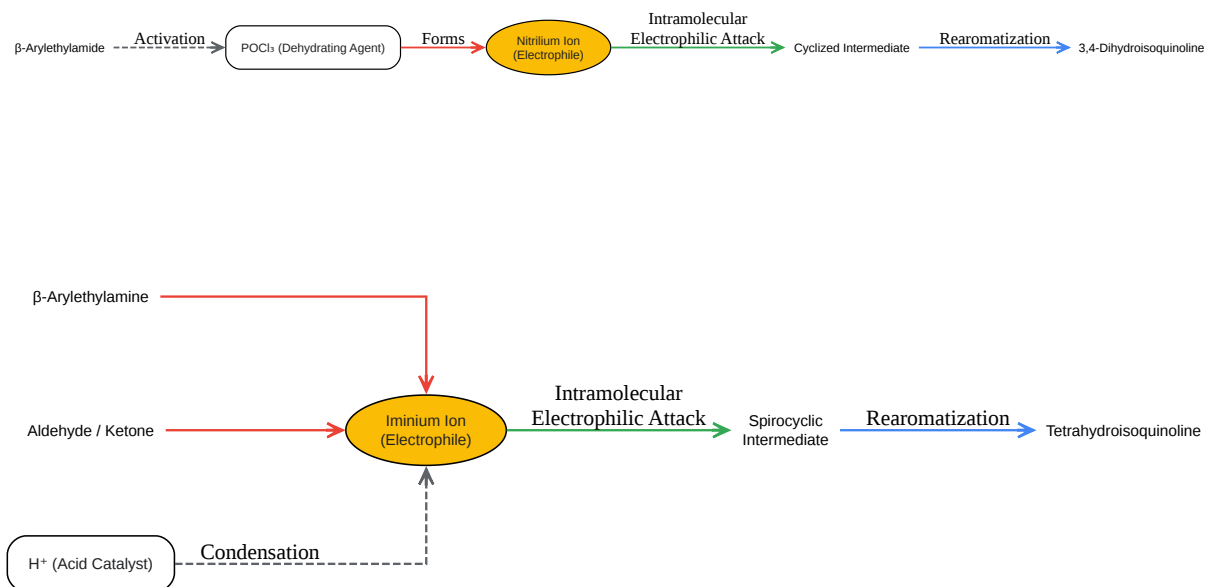 β-Arylethylamide
Activation
POCl₃ (Dehydrating Agent)
Forms
Nitrilium Ion
(Electrophile)
Intramolecular
Electrophilic Attack
Cyclized Intermediate
Rearomatization
3,4-Dihydroisoquinoline
β-Arylethylamine
Aldehyde / Ketone
Iminium Ion
(Electrophile)
Intramolecular
Electrophilic Attack
Spirocyclic
Intermediate
Rearomatization
Tetrahydroisoquinoline
H⁺ (Acid Catalyst)
Condensation